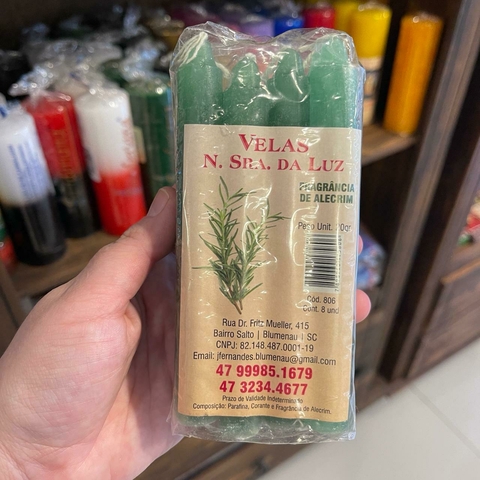 VELAS
N. SRA. DA LUZ
FRAGRÂNCIA
DE ALECRIM
Peso Unit.
Cód. 806
Cont. 8 und
Rua Dr. Fritz Mueller, 415
Bairro Salto | Blumenau | SC
CNPJ: 82.148.487.0001-19
Email: jfernandes.blumenau@gmail.com
47 99985.1679
47 3234.4677
Prazo de Validade Indeterminado
Composição: Parafina, Corante e Fragrância de Alecrim.